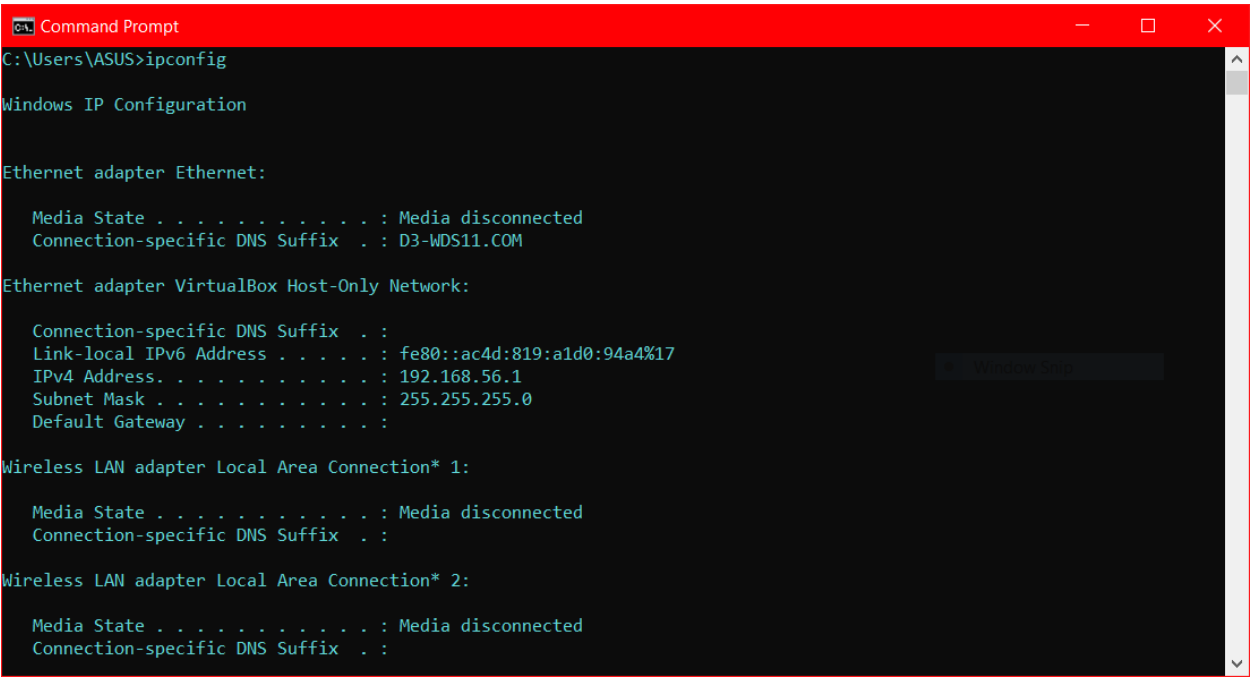 Command Prompt
C:\Users\ASUS>ipconfig
Windows IP Configuration
Ethernet adapter Ethernet:
Media State . . . . . . . . . . . : Media disconnected
Connection-specific DNS Suffix  . : D3-WDS11.COM
Ethernet adapter VirtualBox Host-Only Network:
Connection-specific DNS Suffix  . :
Link-local IPv6 Address . . . . . : fe80::ac4d:819:a1d0:94a4%17
IPv4 Address. . . . . . . . . . . : 192.168.56.1
Window Snip
Subnet Mask . . . . . . . . . . . : 255.255.255.0
Default Gateway . . . . . . . . . :
Wireless LAN adapter Local Area Connection* 1:
Media State . . . . . . . . . . . : Media disconnected
Connection-specific DNS Suffix  . :
Wireless LAN adapter Local Area Connection* 2:
Media State . . . . . . . . . . . : Media disconnected
Connection-specific DNS Suffix  . :